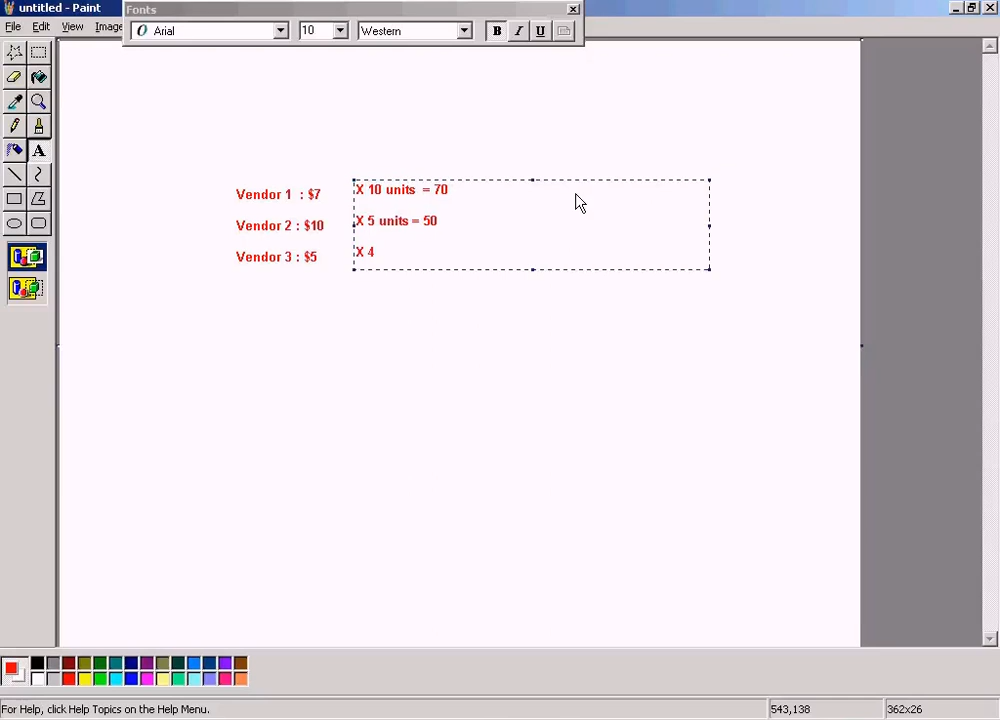 untitled - Paint
Fonts
File Edit View Image
Arial 10 Western B I U
A
Vendor 1 : $7 X 10 units = 70
Vendor 2 : $10 X 5 units = 50
Vendor 3 : $5 X 4
For Help, click Help Topics on the Help Menu. 543,138 362x26